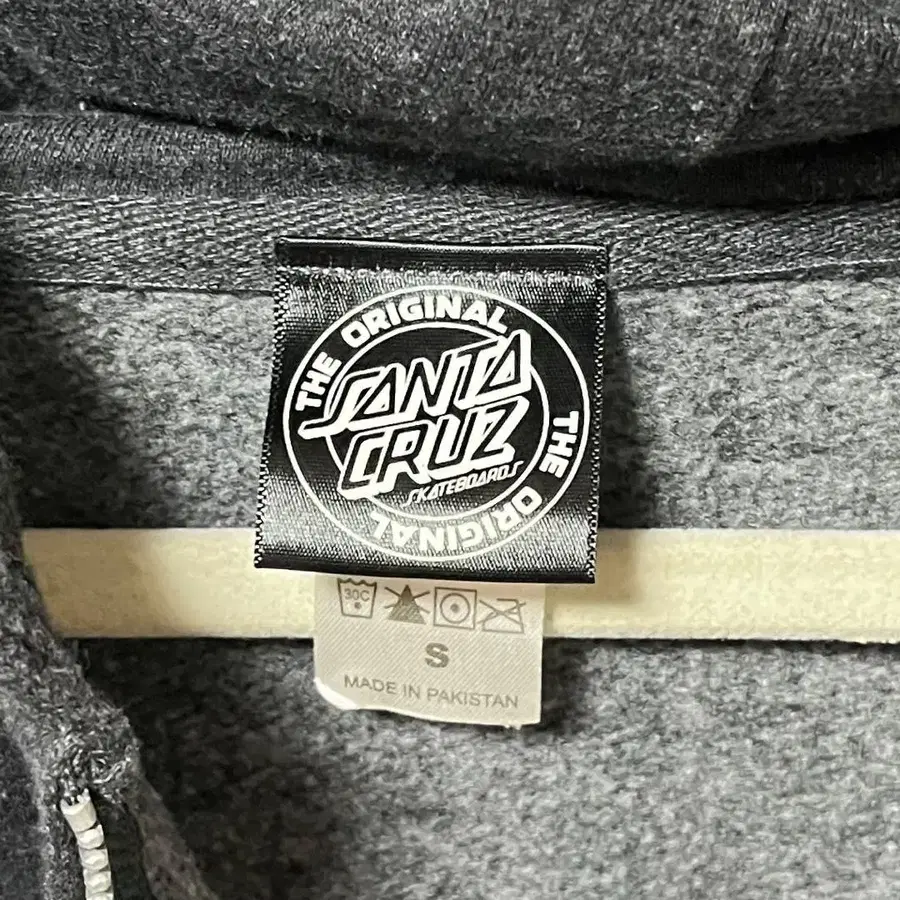 THE ORIGINAL
SANTA
CRUZ
SKATEBOARDS
THE ORIGINAL
30C
S
MADE IN PAKISTAN